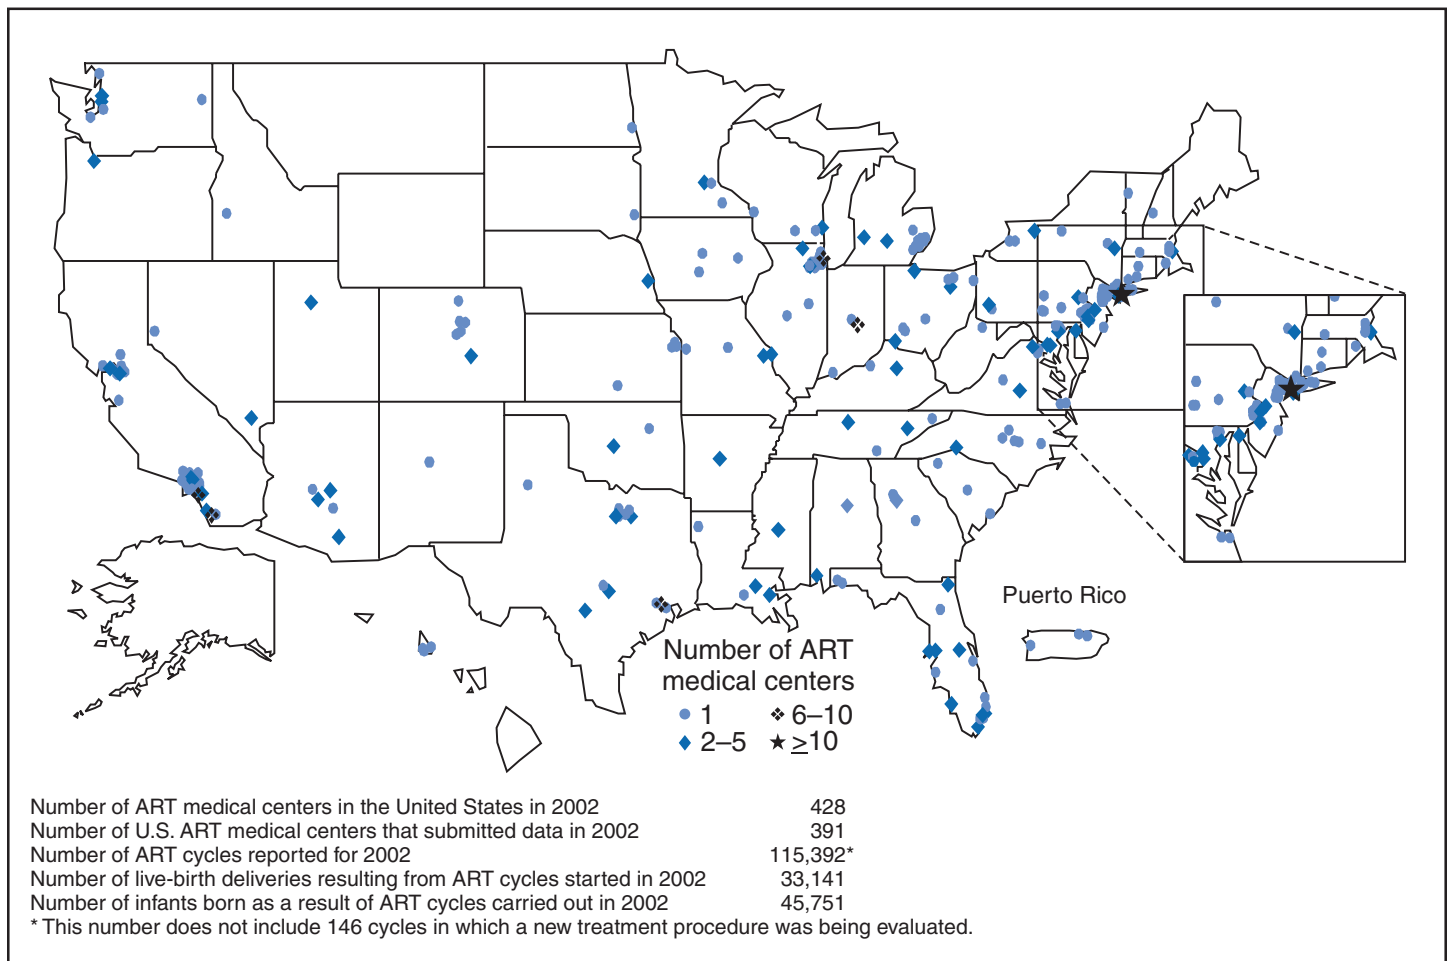 Puerto Rico
Number of ART
medical centers
1
6–10
2–5
≥10
Number of ART medical centers in the United States in 2002 428
Number of U.S. ART medical centers that submitted data in 2002 391
Number of ART cycles reported for 2002 115,392*
Number of live-birth deliveries resulting from ART cycles started in 2002 33,141
Number of infants born as a result of ART cycles carried out in 2002 45,751
* This number does not include 146 cycles in which a new treatment procedure was being evaluated.